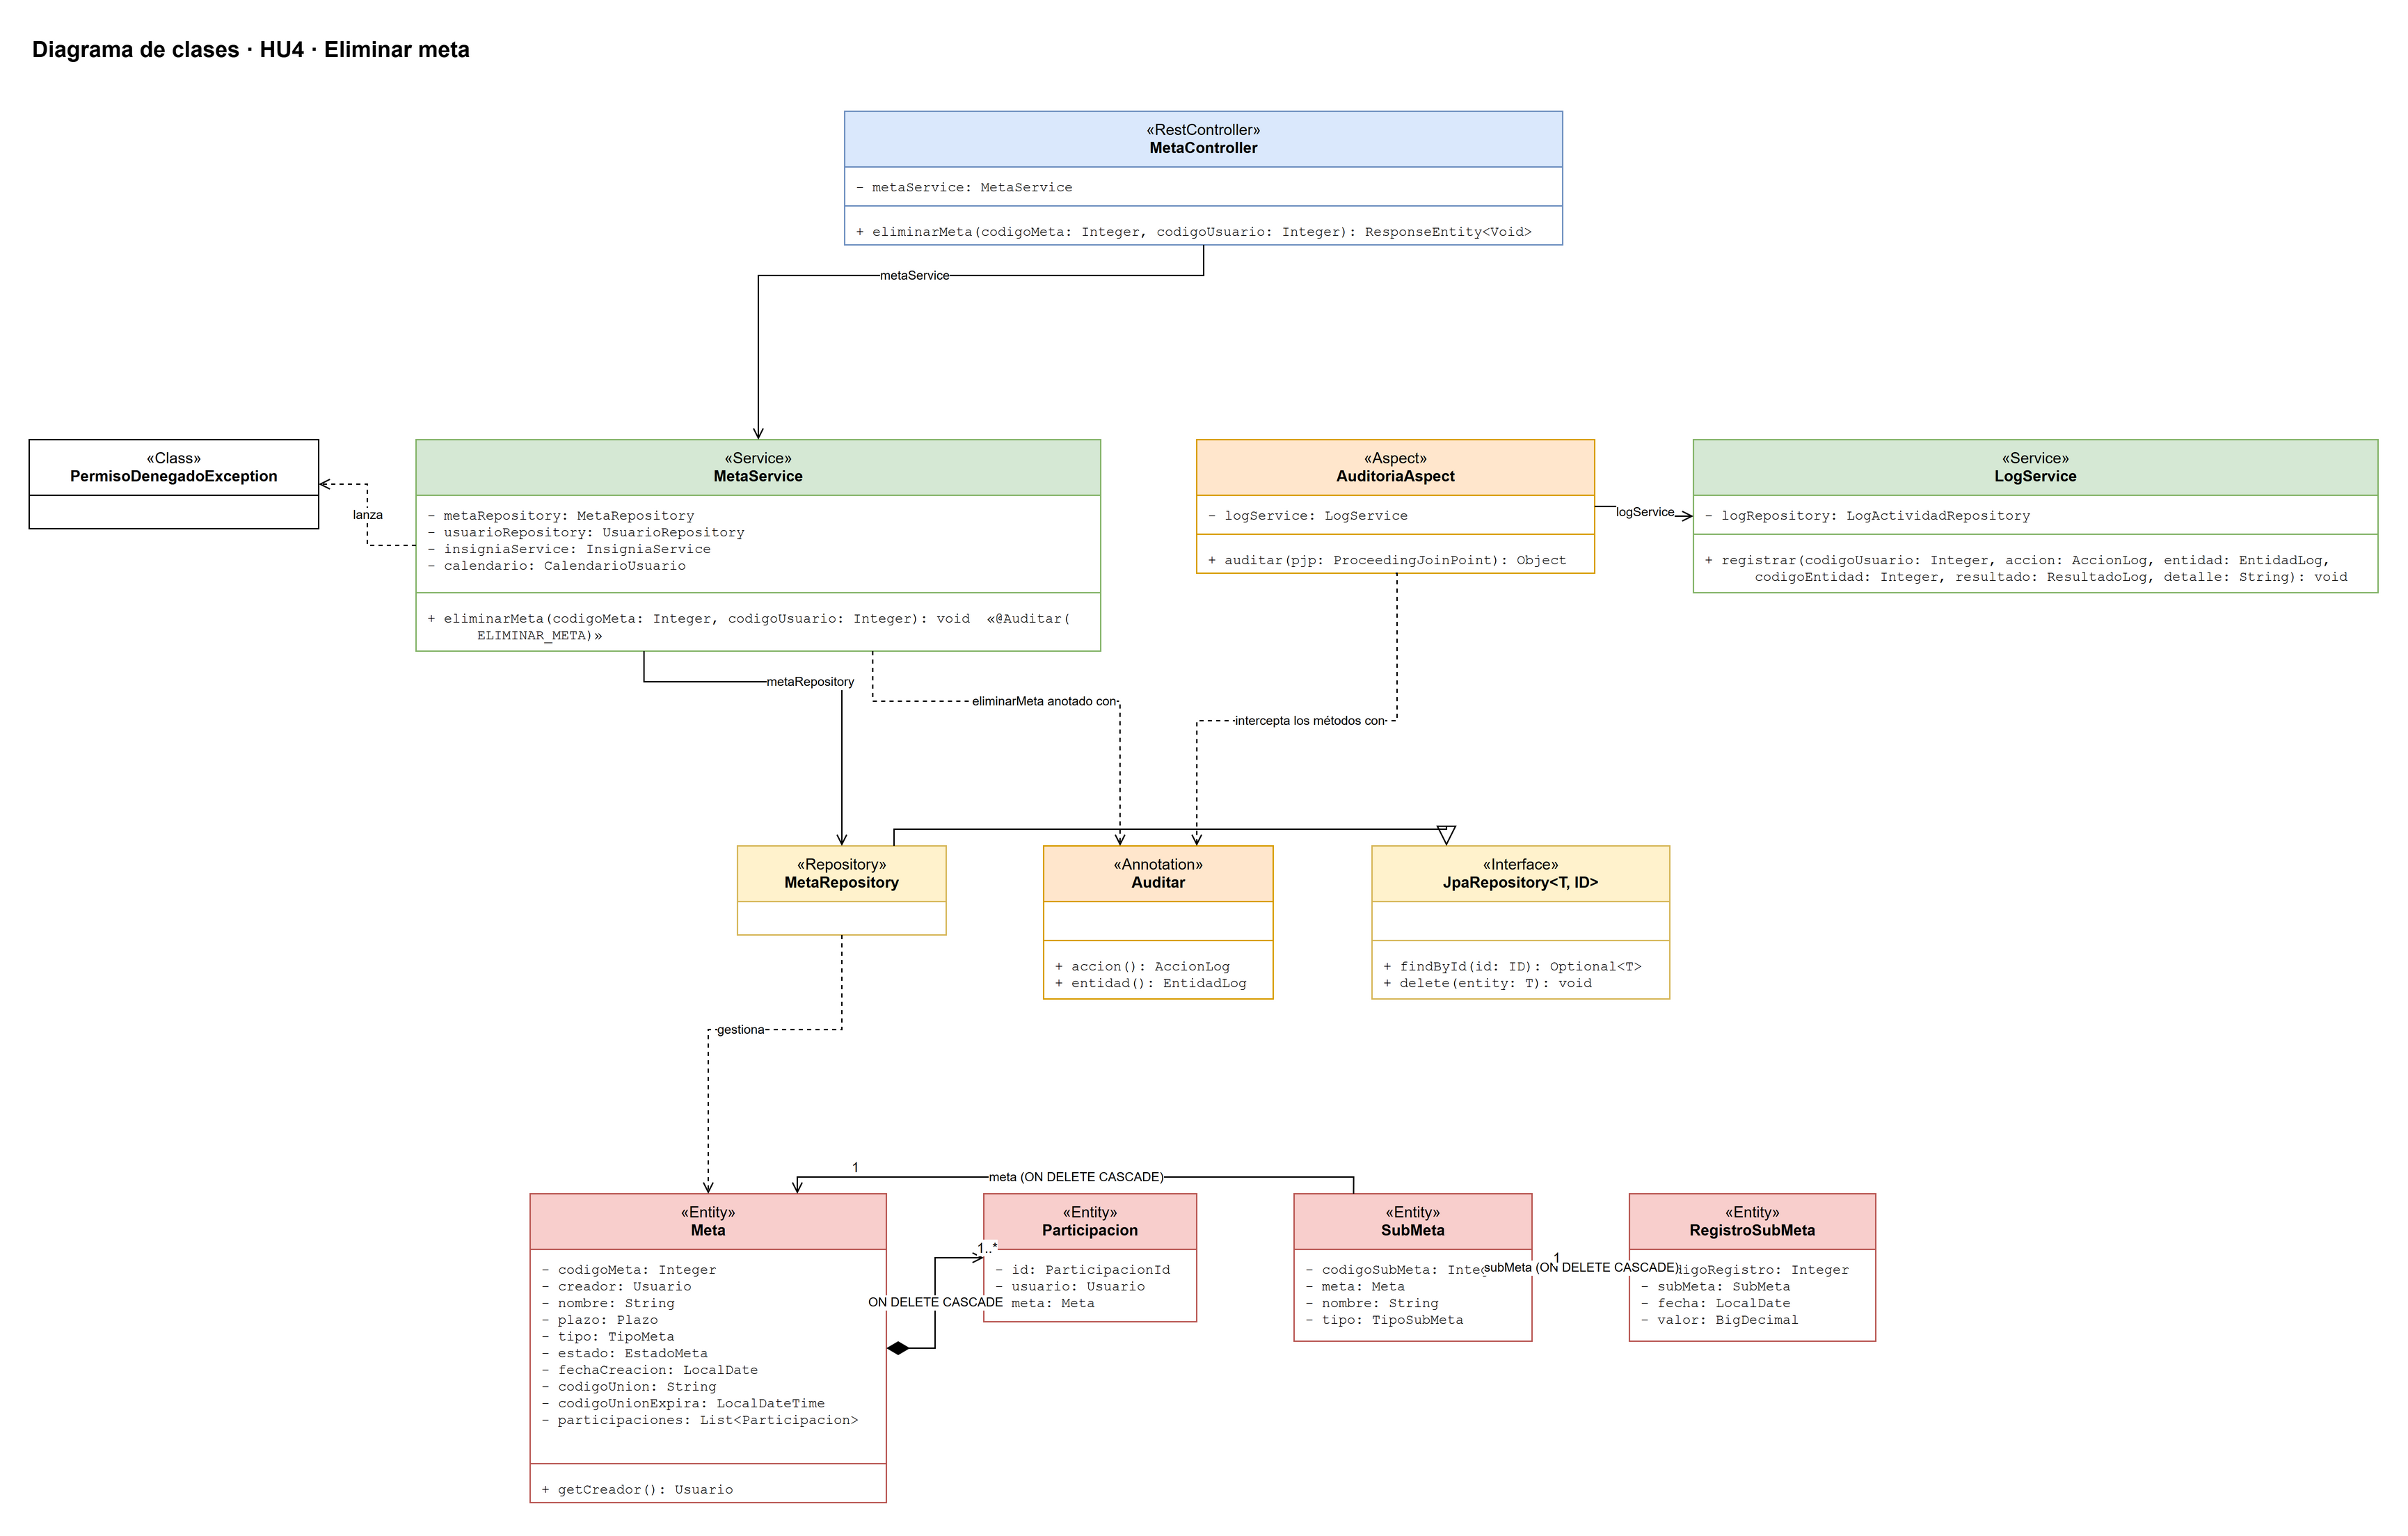 Diagrama de clases · HU4 · Eliminar meta
«RestController»
MetaController
- metaService: MetaService
+ eliminarMeta(codigoMeta: Integer, codigoUsuario: Integer): ResponseEntity<Void>
metaService
«Class»
PermisoDenegadoException
lanza
«Service»
MetaService
- metaRepository: MetaRepository
- usuarioRepository: UsuarioRepository
- insigniaService: InsigniaService
- calendario: CalendarioUsuario
+ eliminarMeta(codigoMeta: Integer, codigoUsuario: Integer): void «@Auditar(
ELIMINAR_META)»
«Aspect»
AuditoriaAspect
- logService: LogService
+ auditar(pjp: ProceedingJoinPoint): Object
logService
«Service»
LogService
- logRepository: LogActividadRepository
+ registrar(codigoUsuario: Integer, accion: AccionLog, entidad: EntidadLog,
codigoEntidad: Integer, resultado: ResultadoLog, detalle: String): void
metaRepository
eliminarMeta anotado con
intercepta los métodos con
«Repository»
MetaRepository
«Annotation»
Auditar
+ accion(): AccionLog
+ entidad(): EntidadLog
«Interface»
JpaRepository<T, ID>
+ findById(id: ID): Optional<T>
+ delete(entity: T): void
gestiona
1
meta (ON DELETE CASCADE)
«Entity»
Meta
- codigoMeta: Integer
- creador: Usuario
- nombre: String
- plazo: Plazo
- tipo: TipoMeta
- estado: EstadoMeta
- fechaCreacion: LocalDate
- codigoUnion: String
- codigoUnionExpira: LocalDateTime
- participaciones: List<Participacion>
+ getCreador(): Usuario
1..*
ON DELETE CASCADE
«Entity»
Participacion
- id: ParticipacionId
- usuario: Usuario
meta: Meta
«Entity»
SubMeta
- codigoSubMeta: Integ
- meta: Meta
- nombre: String
- tipo: TipoSubMeta
1
subMeta (ON DELETE CASCADE)
«Entity»
RegistroSubMeta
digoRegistro: Integer
- subMeta: SubMeta
- fecha: LocalDate
- valor: BigDecimal